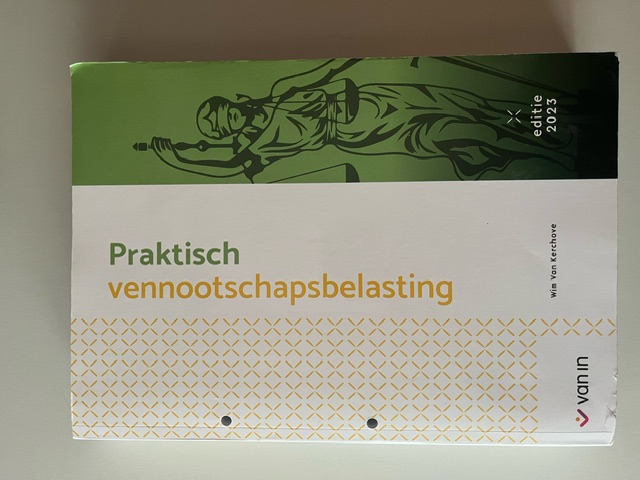 editie
2023
Praktisch
vennootschapsbelasting
Wim Van Kerchove
van in